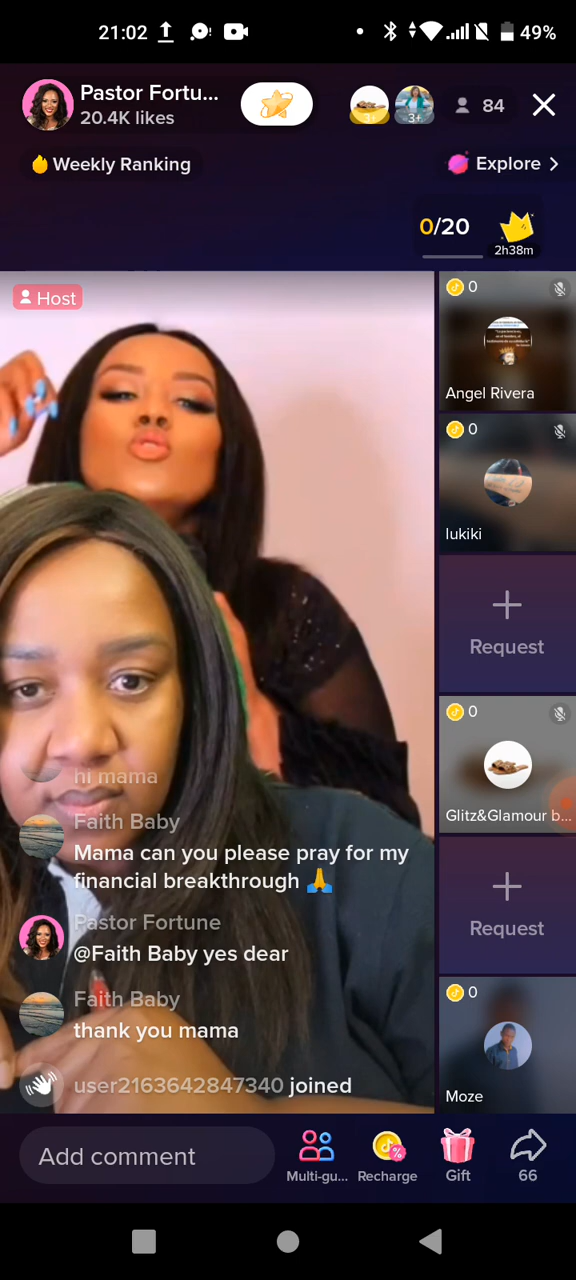 21:02
49%
Pastor Fortu...
20.4K likes
3+
3+
84
Weekly Ranking
Explore >
0/20
2h38m
Host
0
Angel Rivera
0
lukiki
Request
0
Glitz&Glamour b...
Request
0
Moze
hi mama
Faith Baby
Mama can you please pray for my
financial breakthrough 🙏
Pastor Fortune
@Faith Baby yes dear
Faith Baby
thank you mama
user2163642847340 joined
Add comment
Multi-gu...
Recharge
Gift
66